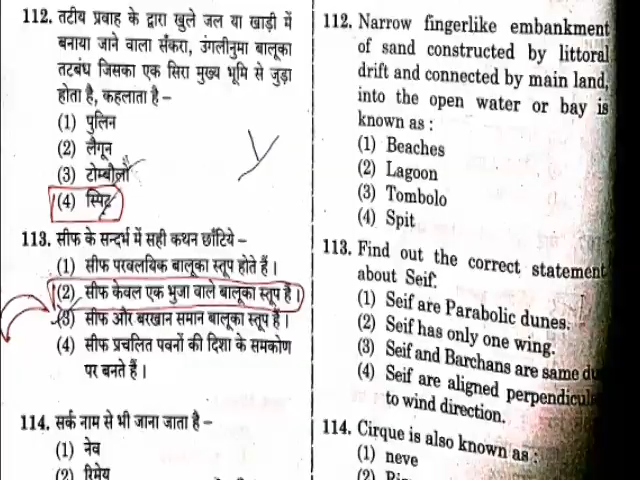 112. तटीय प्रवाह के द्वारा खुले जल या खाड़ी में
बनाया जाने वाला सँकरा, उंगलीनुमा बालूका
तटबंध जिसका एक सिरा मुख्य भूमि से जुड़ा
होता है, कहलाता है –
(1) पुलिन
(2) लैगून
(3) टोम्बोलो
(4) स्पिट
113. सीफ के सन्दर्भ में सही कथन छाँटिये –
(1) सीफ परवलयिक बालूका स्तूप होते हैं ।
(2) सीफ केवल एक भुजा वाले बालूका स्तूप हैं ।
(3) सीफ और बरखान समान बालूका स्तूप हैं ।
(4) सीफ प्रचलित पवनों की दिशा के समकोण
पर बनते हैं ।
114. सर्क नाम से भी जाना जाता है –
(1) नेव
(2) रिमेय
112. Narrow fingerlike embankment
of sand constructed by littoral
drift and connected by main land,
into the open water or bay is
known as :
(1) Beaches
(2) Lagoon
(3) Tombolo
(4) Spit
113. Find out the correct statement
about Seif:
(1) Seif are Parabolic dunes.
(2) Seif has only one wing.
(3) Seif and Barchans are same
(4) Seif are aligned
to wind direction.
114. Cirque is also known as :
(1) neve
(2)